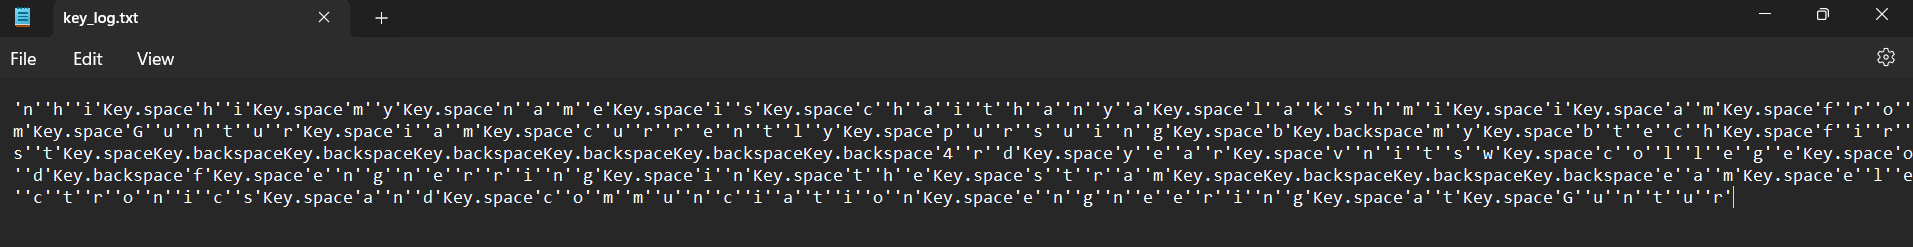 key_log.txt
File Edit View
'n''h''i'Key.space'h''i'Key.space'm''y'Key.space'n''a''m''e'Key.space'i''s'Key.space'c''h''a''i''t''h''a''n''y''a'Key.space'l''a''k''s''h''m''i'Key.space'i'Key.space'a''m'Key.space'f''r''o''
m'Key.space'G''u''n''t''u''r'Key.space'i''a''m'Key.space'c''u''r''r''e''n''t''l''y'Key.space'p''u''r''s''u''i''n''g'Key.space'b'Key.backspace'm''y'Key.space'b''t''e''c''h'Key.space'f''i''r''
s''t'Key.spaceKey.backspaceKey.backspaceKey.backspaceKey.backspaceKey.backspaceKey.backspace'4''r''d'Key.space'y''e''a''r'Key.space'v''n''i''t''s''w'Key.space'c''o''l''l''e''g''e'Key.space'o
''d'Key.backspace'f'Key.space'e''n''g''n''e''r''r''i''n''g'Key.space'i''n'Key.space't''h''e'Key.space's''t''r''a''m'Key.spaceKey.backspaceKey.backspaceKey.backspace'e''a''m'Key.space'e''l''e
''c''t''r''o''n''i''c''s'Key.space'a''n''d'Key.space'c''o''m''m''u''n''c''i''a''t''i''o''n'Key.space'e''n''g''n''e''e''r''i''n''g'Key.space'a''t'Key.space'G''u''n''t''u''r'